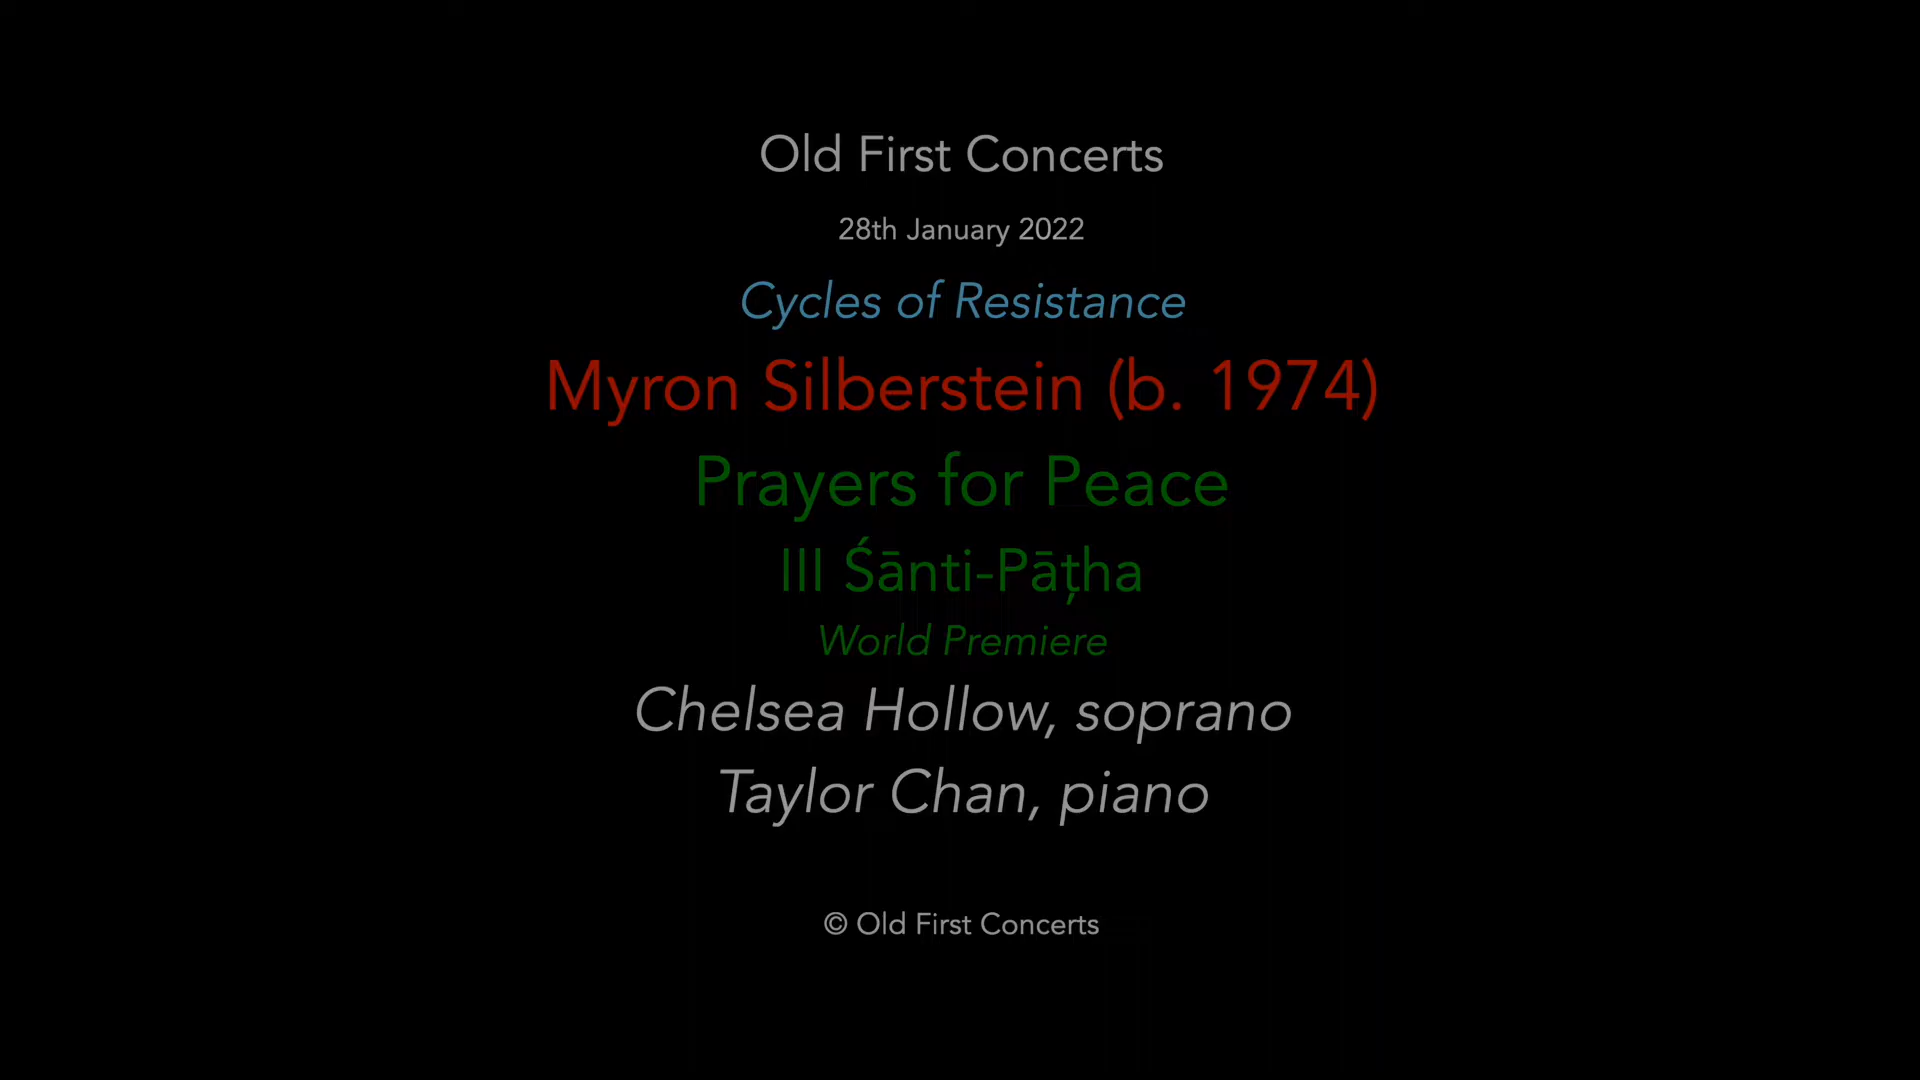 Old First Concerts
28th January 2022
Cycles of Resistance
Myron Silberstein (b. 1974)
Prayers for Peace
III Śānti-Pāṭha
World Premiere
Chelsea Hollow, soprano
Taylor Chan, piano
© Old First Concerts